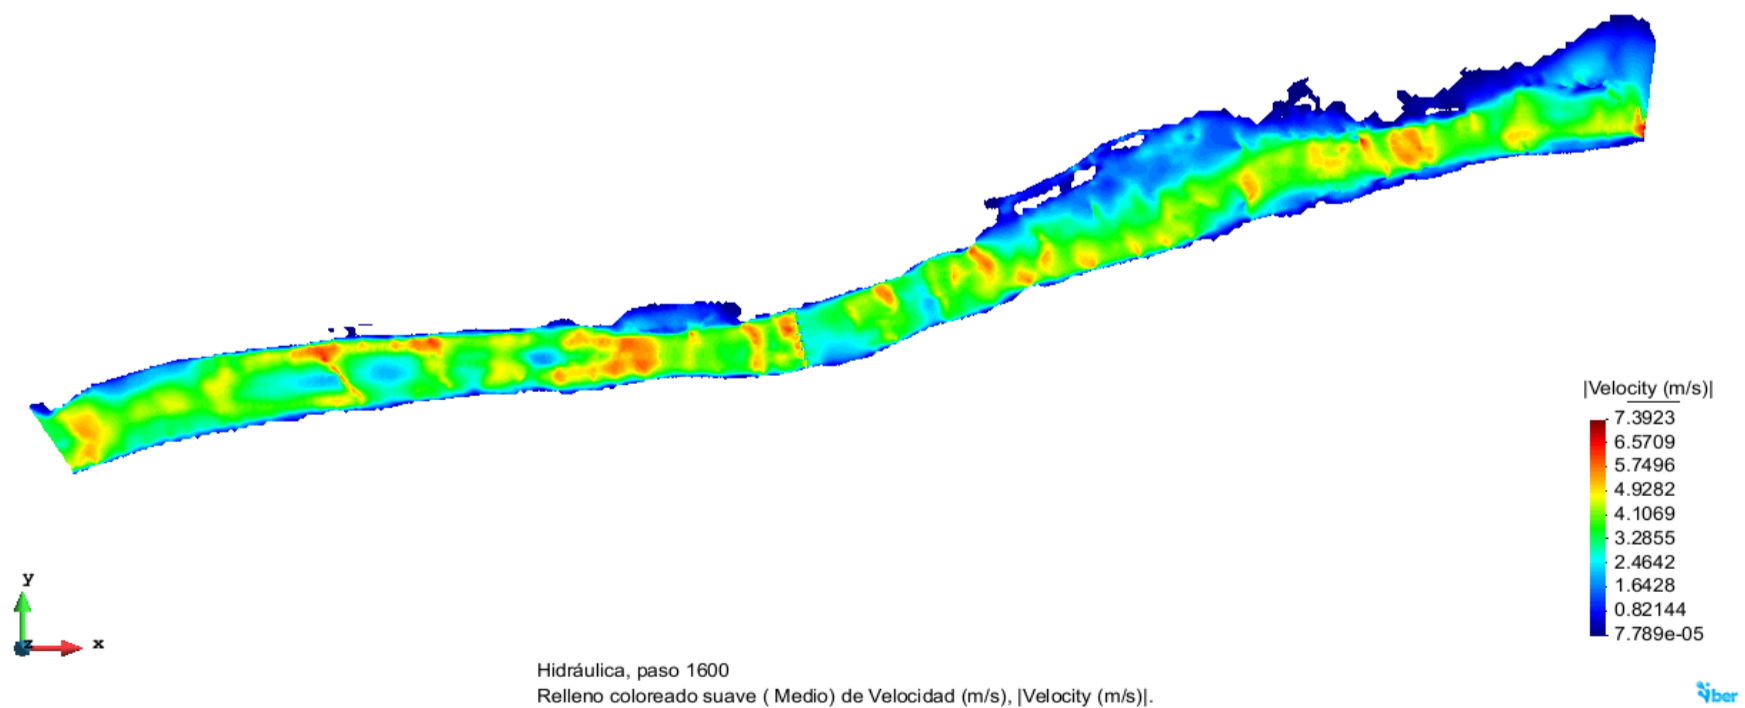 |Velocity (m/s)|
7.3923
6.5709
5.7496
4.9282
4.1069
3.2855
2.4642
1.6428
0.82144
7.789e-05
y
z
x
Hidráulica, paso 1600
Relleno coloreado suave ( Medio) de Velocidad (m/s), |Velocity (m/s)|.
iber